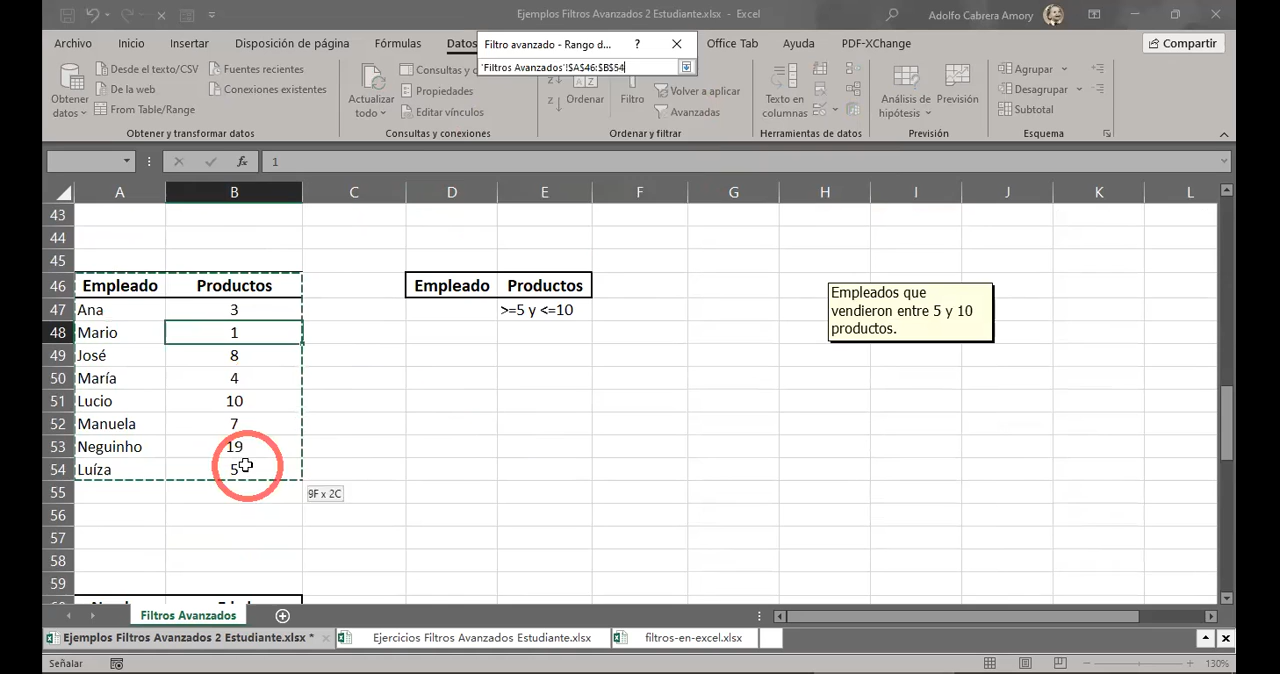 Ejemplos Filtros Avanzados 2 Estudiante.xlsx - Excel
Adolfo Cabrera Amory
Archivo Inicio Insertar Disposición de página Fórmulas Datos Office Tab Ayuda PDF-XChange Compartir
Filtro avanzado - Rango d... ?
'Filtros Avanzados'!$A$46:$B$54
Obtener datos
Desde el texto/CSV
De la web
From Table/Range
Fuentes recientes
Conexiones existentes
Obtener y transformar datos
Actualizar todo
Consultas y c
Propiedades
Editar vínculos
Consultas y conexiones
Ordenar
Filtro
Volver a aplicar
Avanzadas
Ordenar y filtrar
Texto en columnas
Herramientas de datos
Análisis de hipótesis
Previsión
Previsión
Agrupar
Desagrupar
Subtotal
Esquema
fx 1
A B C D E F G H I J K L
43
44
45
46 Empleado Productos Empleado Productos
47 Ana 3 >=5 y <=10
48 Mario 1
49 José 8
50 María 4
51 Lucio 10
52 Manuela 7
53 Neguinho 19
54 Luíza 5
55
56
57
58
59
Empleados que
vendieron entre 5 y 10
productos.
9F x 2C
Filtros Avanzados
Ejemplos Filtros Avanzados 2 Estudiante.xlsx * Ejercicios Filtros Avanzados Estudiante.xlsx filtros-en-excel.xlsx
Señalar
130%